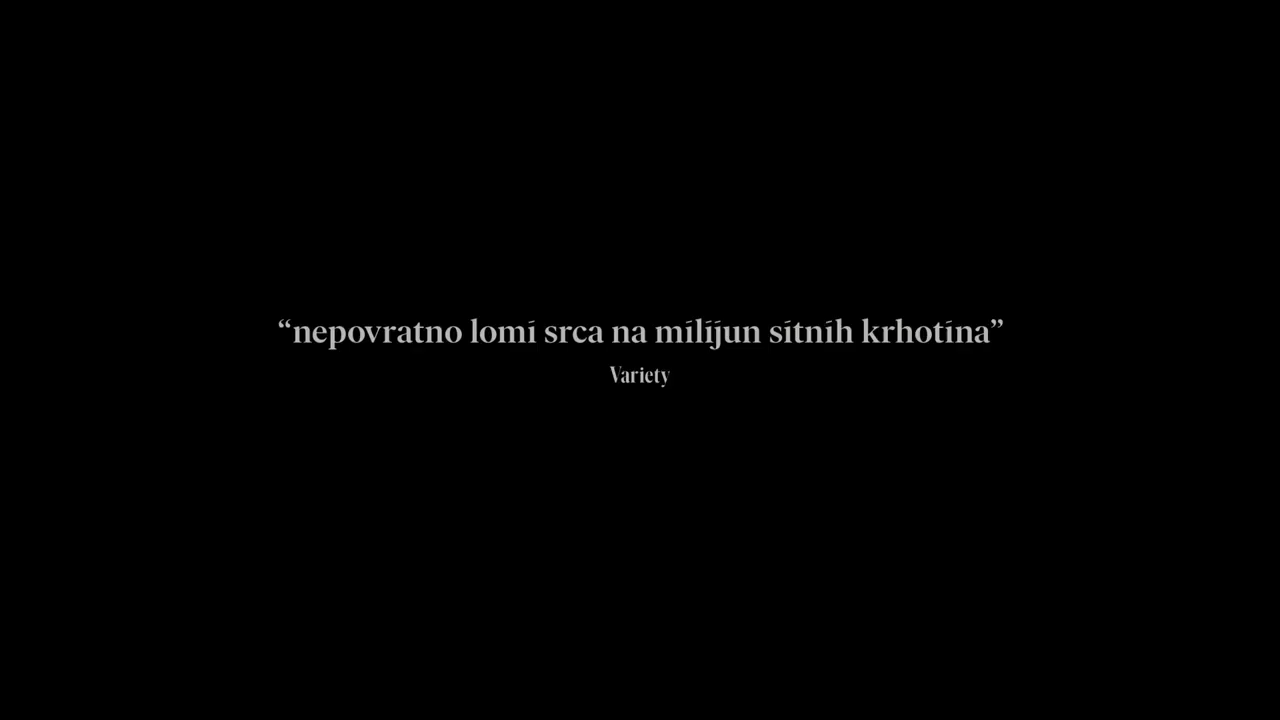 “nepovratno lomi srca na milijun sitnih krhotina”
Variety